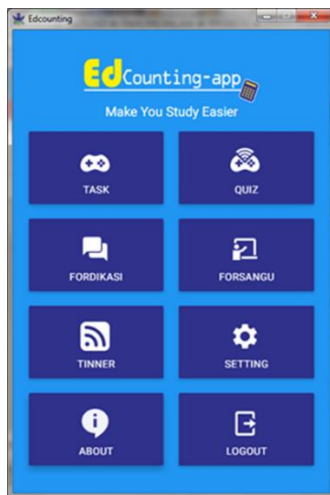 Edcounting
EdCounting-app
Make You Study Easier
TASK
QUIZ
FORDIKASI
FORSANGU
TINNER
SETTING
ABOUT
LOGOUT